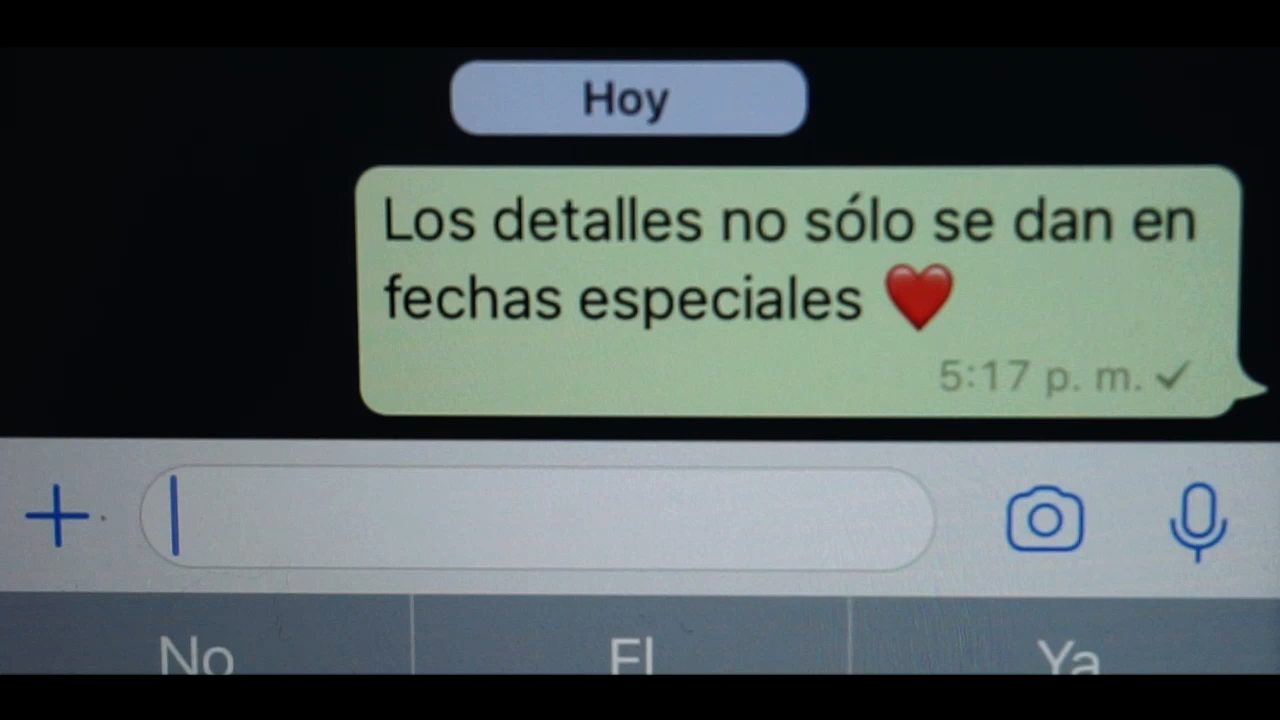 Hoy
Los detalles no sólo se dan en
fechas especiales ❤️
5:17 p. m. ✓
No El Ya